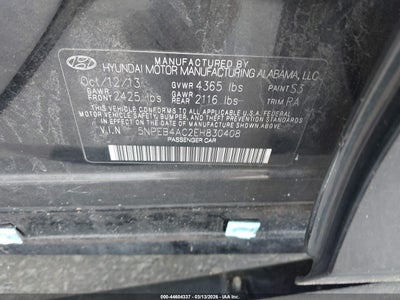 MANUFACTURED BY
HYUNDAI MOTOR MANUFACTURING ALABAMA, LLC
Oct/12/13 GVWR 4365 lbs PAINT S3
GAWR FRONT 2425 lbs GAWR REAR 2116 lbs TRIM RA
THIS VEHICLE CONFORMS TO ALL APPLICABLE U.S.A. FEDERAL
MOTOR VEHICLE SAFETY, BUMPER, AND THEFT PREVENTION
STANDARDS IN EFFECT ON THE DATE OF MANUFACTURE SHOWN ABOVE
V.I.N 5NPEB4AC2EH830408
PASSENGER CAR
000-44604337 - 03/13/2026 - IAAI.COM